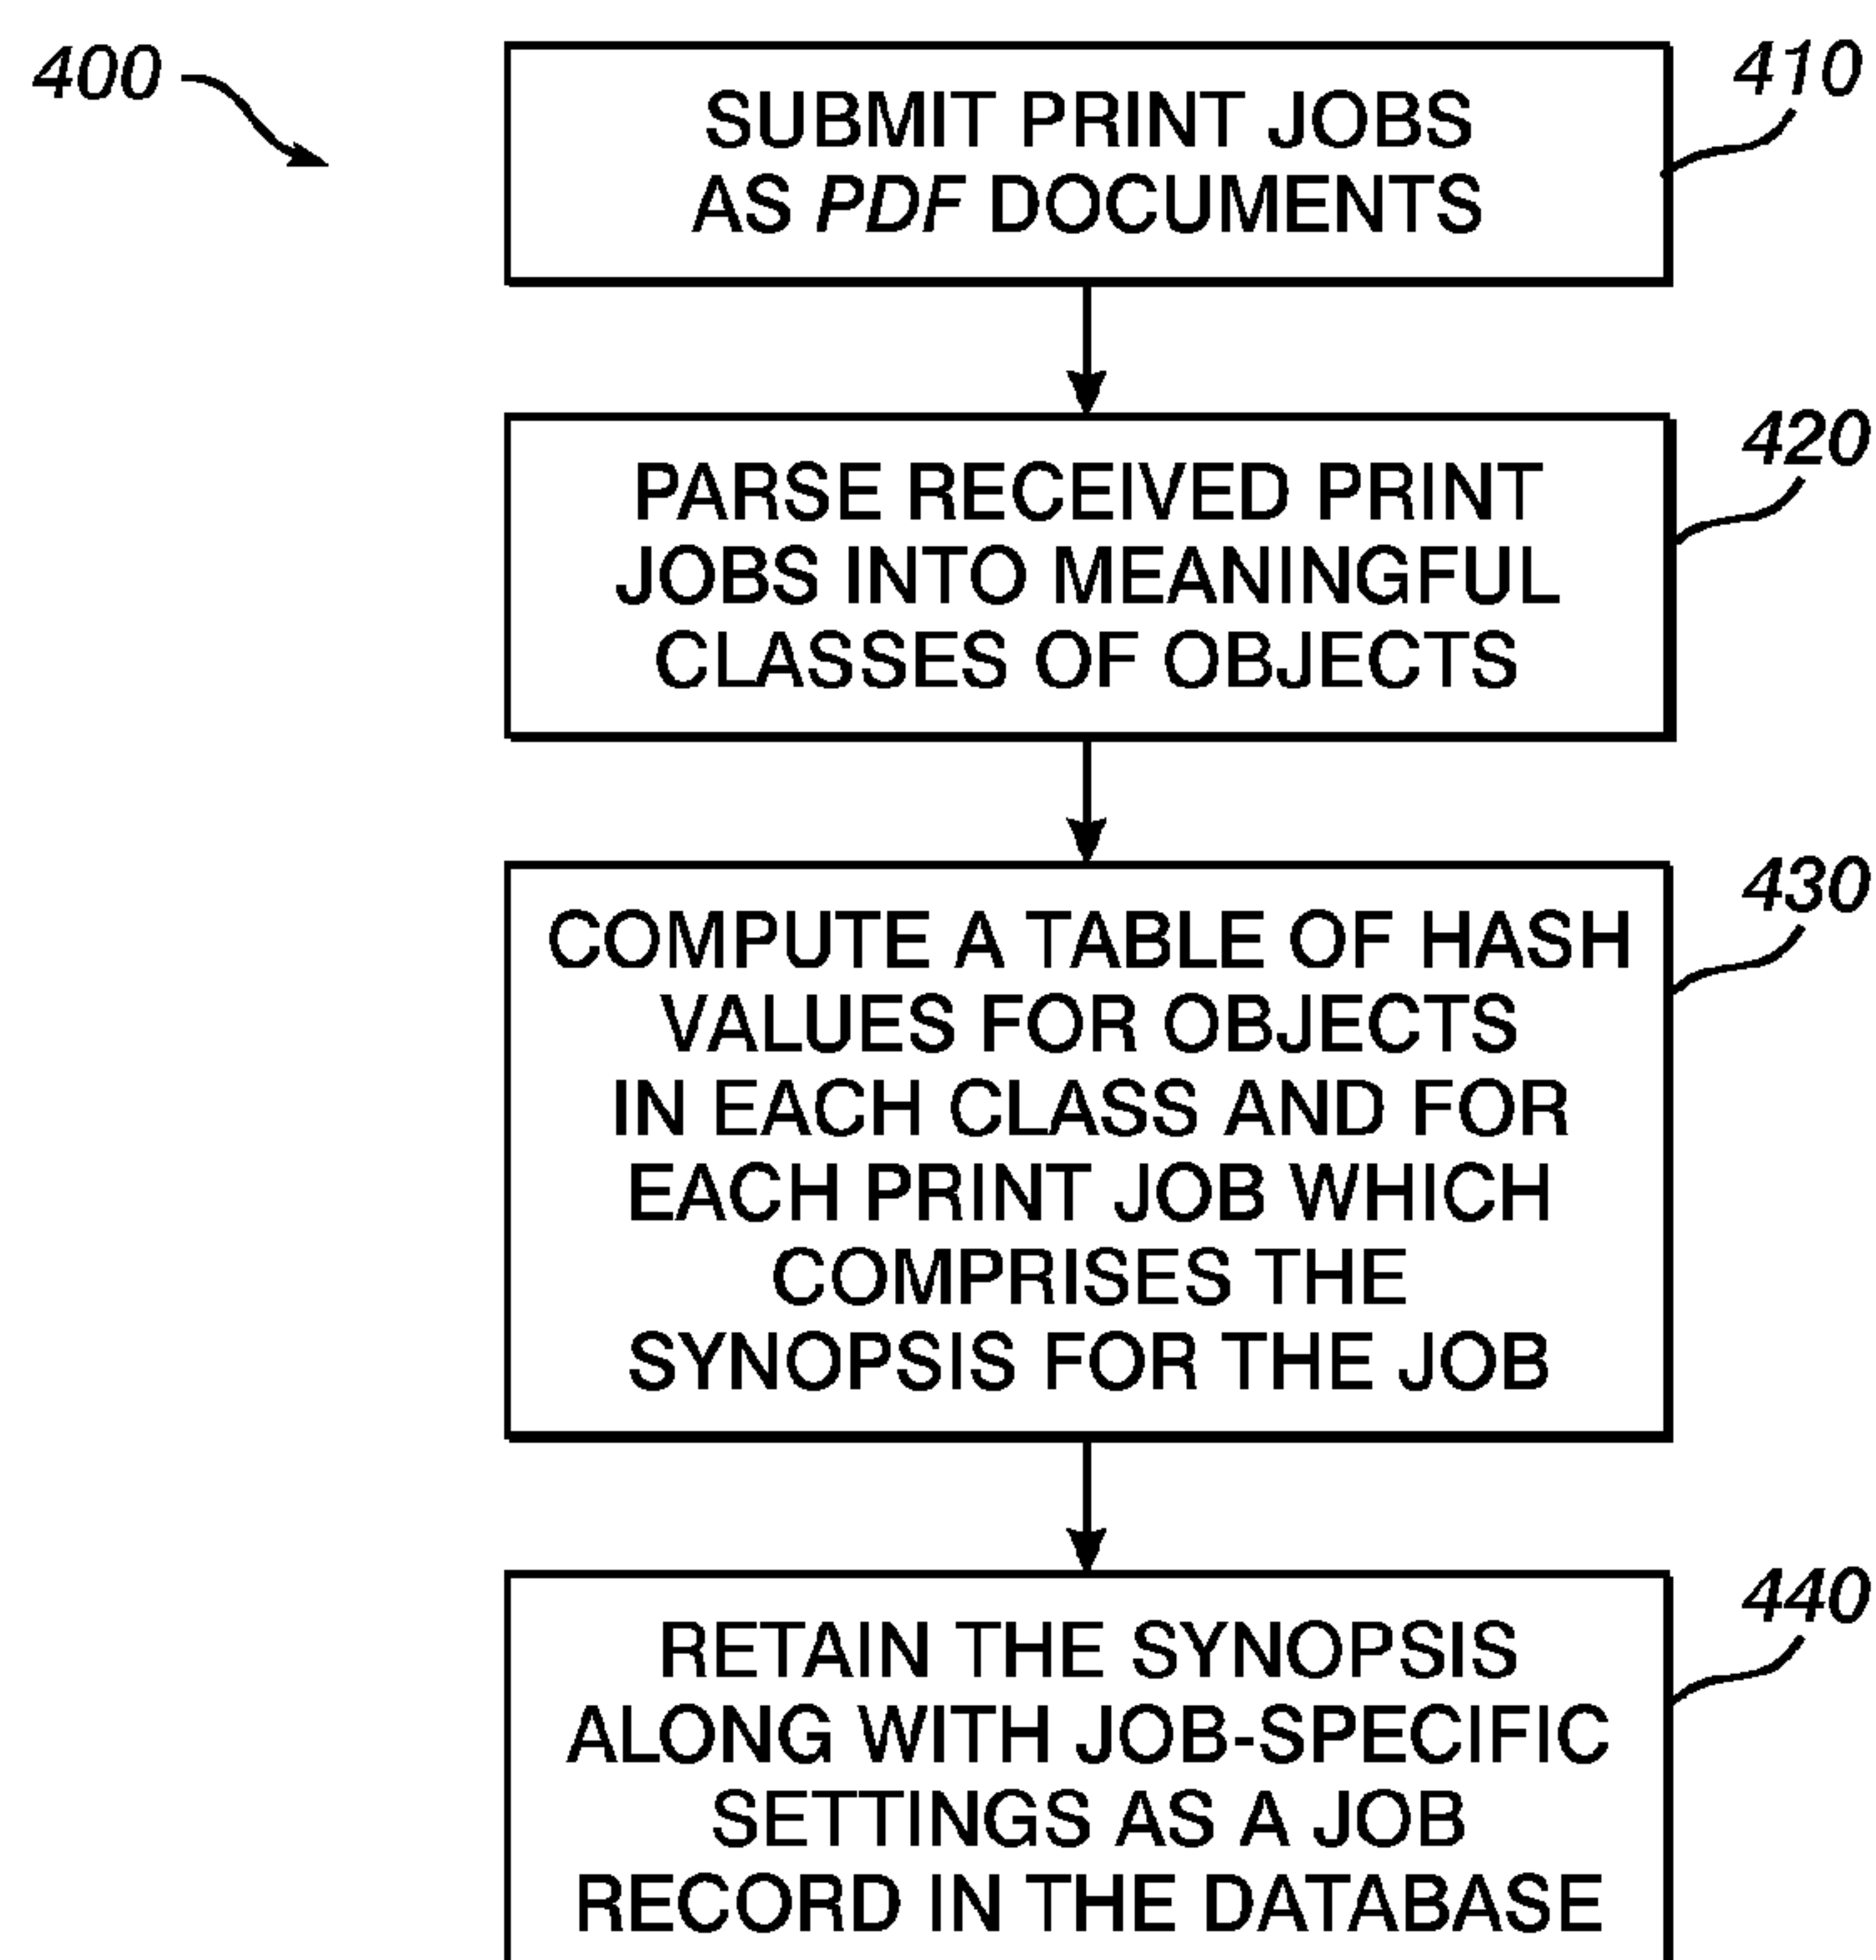 400
410
SUBMIT PRINT JOBS
AS PDF DOCUMENTS
420
PARSE RECEIVED PRINT
JOBS INTO MEANINGFUL
CLASSES OF OBJECTS
430
COMPUTE A TABLE OF HASH
VALUES FOR OBJECTS
IN EACH CLASS AND FOR
EACH PRINT JOB WHICH
COMPRISES THE
SYNOPSIS FOR THE JOB
440
RETAIN THE SYNOPSIS
ALONG WITH JOB-SPECIFIC
SETTINGS AS A JOB
RECORD IN THE DATABASE